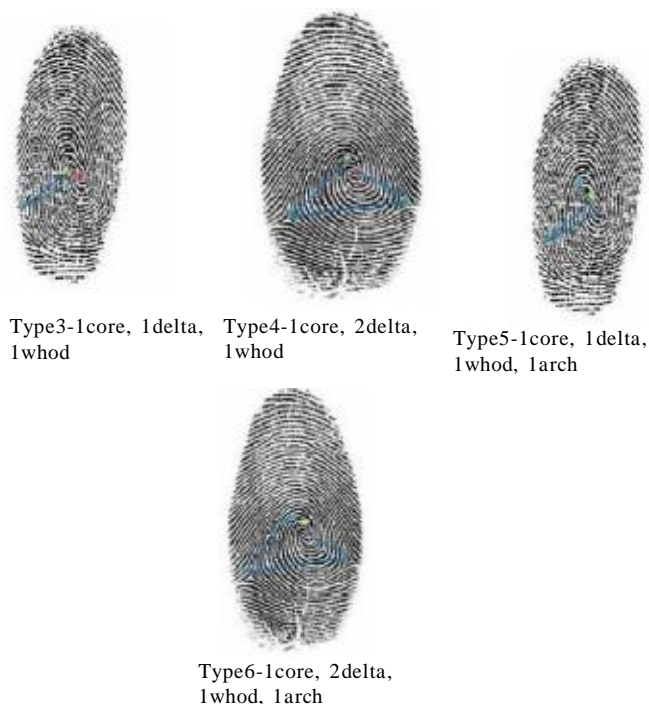 Type3-1core, 1delta,
1whod
Type4-1core, 2delta,
1whod
Type5-1core, 1delta,
1whod, 1arch
Type6-1core, 2delta,
1whod, 1arch